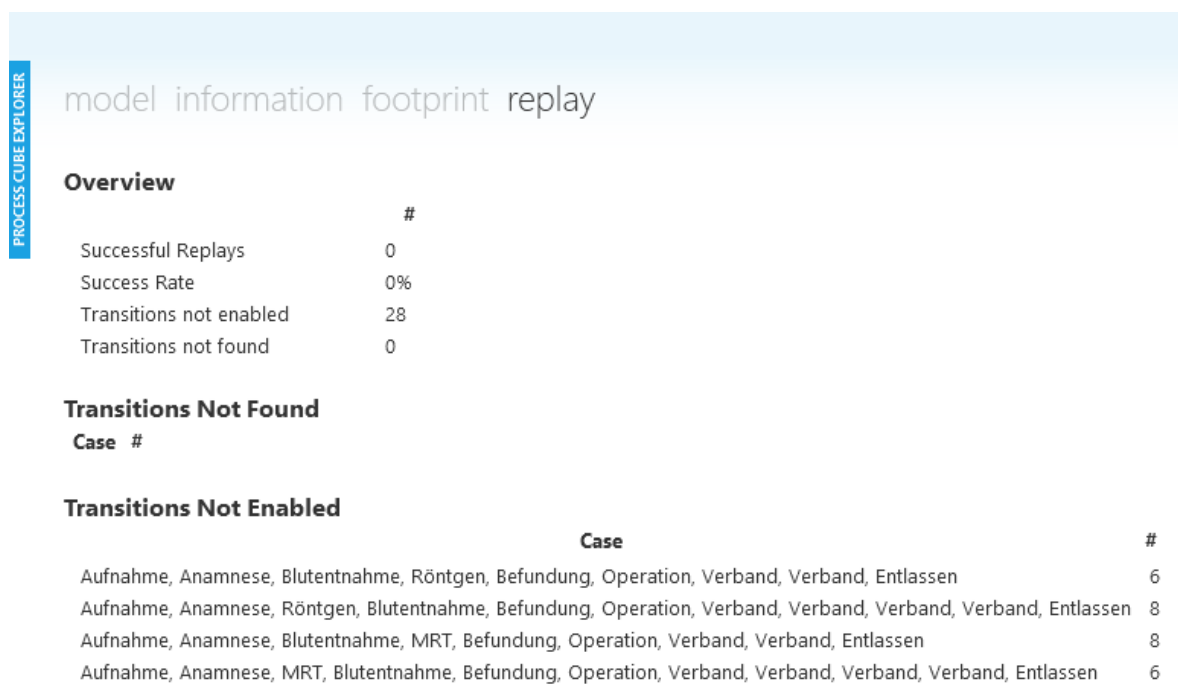 PROCESS CUBE EXPLORER
model information footprint replay
Overview
#
Successful Replays 0
Success Rate 0%
Transitions not enabled 28
Transitions not found 0
Transitions Not Found
Case #
Transitions Not Enabled
Case #
Aufnahme, Anamnese, Blutentnahme, Röntgen, Befundung, Operation, Verband, Verband, Entlassen 6
Aufnahme, Anamnese, Röntgen, Blutentnahme, Befundung, Operation, Verband, Verband, Verband, Verband, Entlassen 8
Aufnahme, Anamnese, Blutentnahme, MRT, Befundung, Operation, Verband, Verband, Entlassen 8
Aufnahme, Anamnese, MRT, Blutentnahme, Befundung, Operation, Verband, Verband, Verband, Verband, Entlassen 6